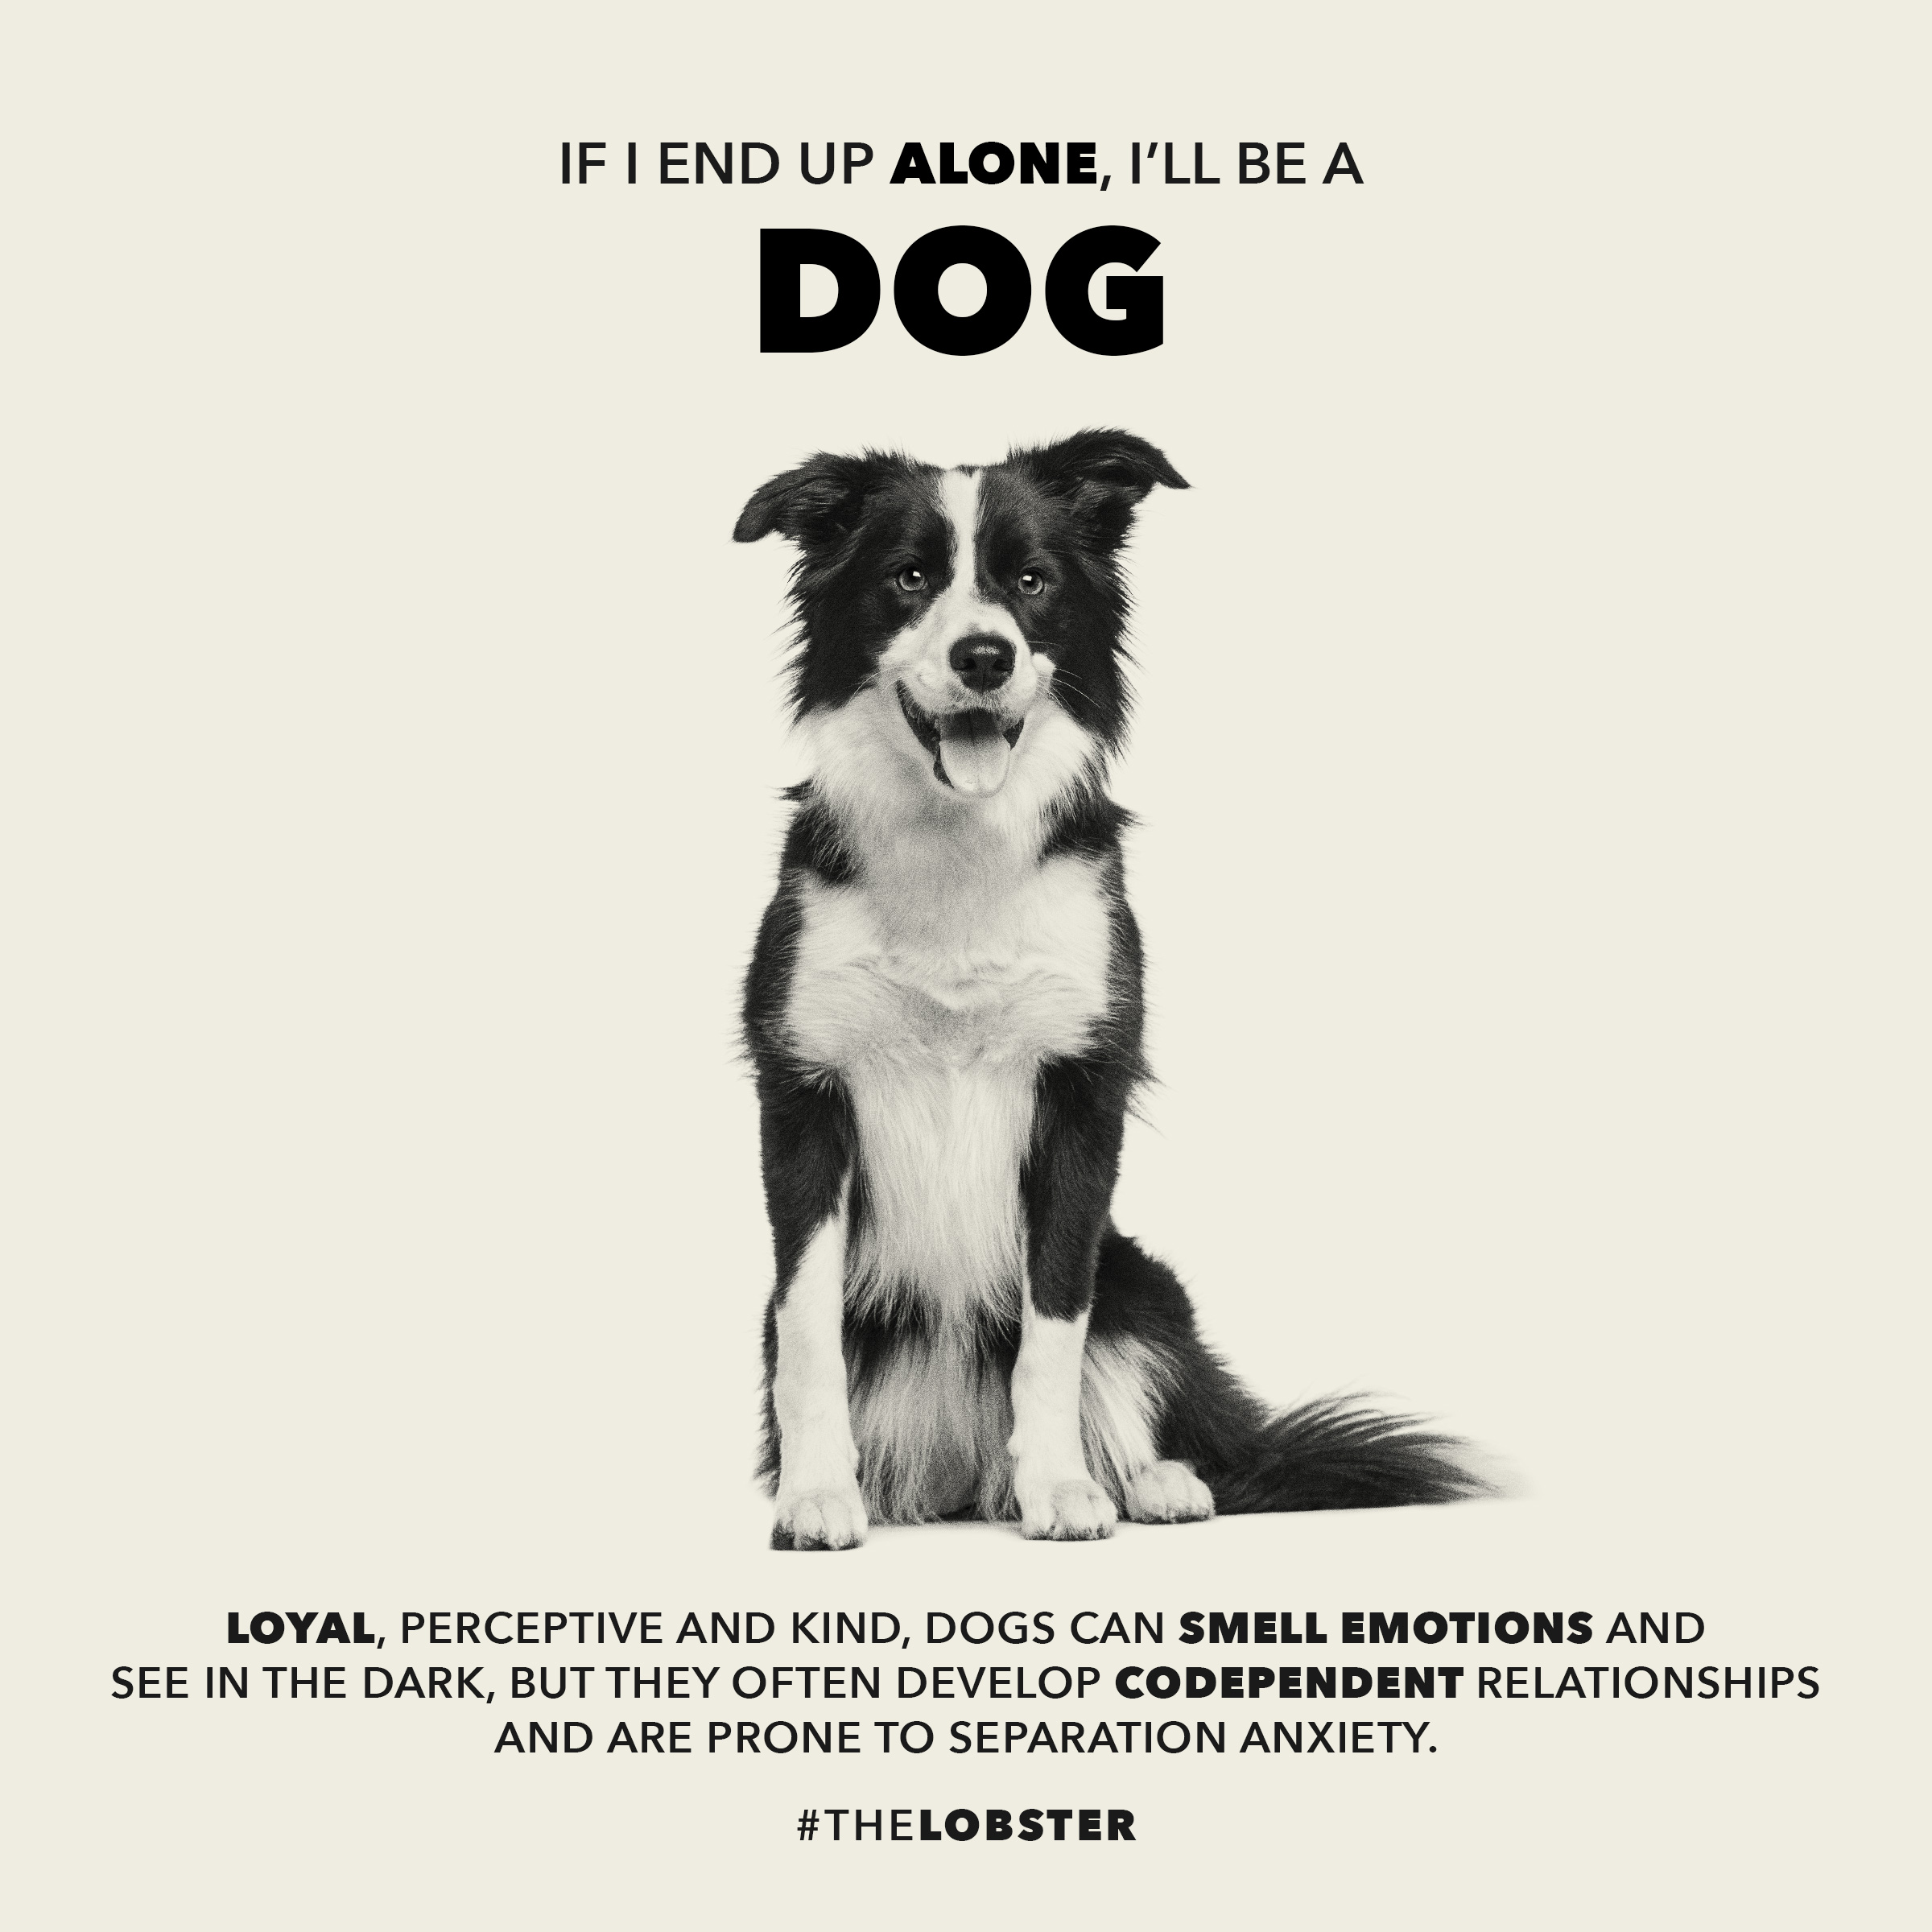 IF I END UP ALONE, I’LL BE A
DOG
LOYAL, PERCEPTIVE AND KIND, DOGS CAN SMELL EMOTIONS AND
SEE IN THE DARK, BUT THEY OFTEN DEVELOP CODEPENDENT RELATIONSHIPS
AND ARE PRONE TO SEPARATION ANXIETY.
#THELOBSTER